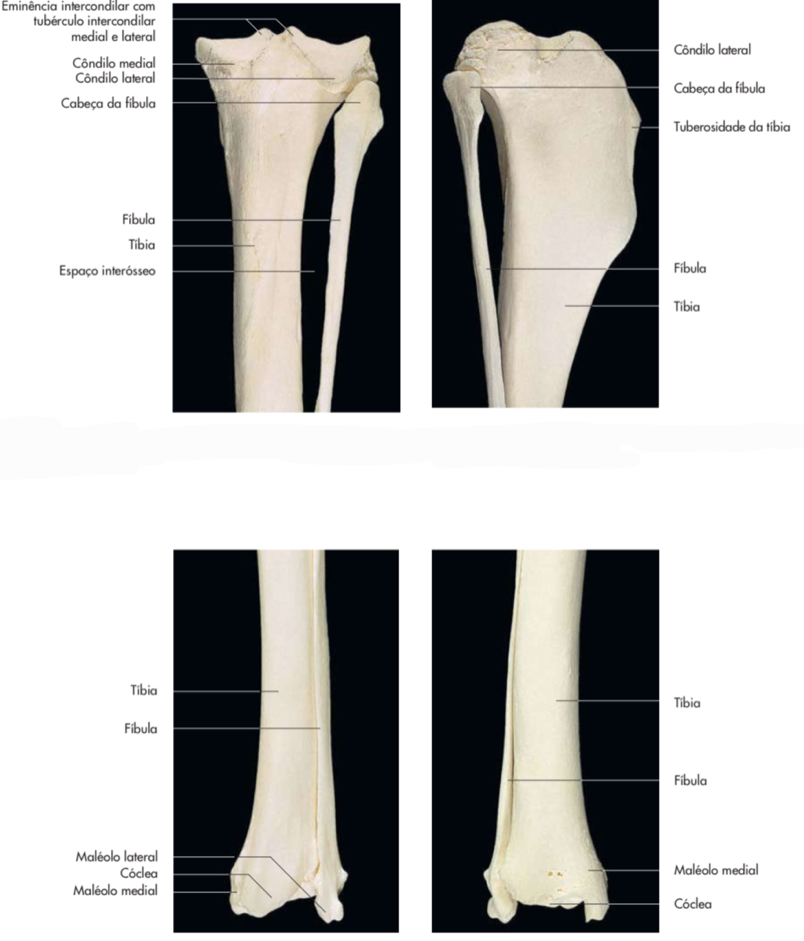 Eminência intercondilar com
tubérculo intercondilar
medial e lateral
Côndilo medial
Côndilo lateral
Cabeça da fíbula
Fíbula
Tíbia
Espaço interósseo
Côndilo lateral
Cabeça da fíbula
Tuberosidade da tíbia
Fíbula
Tíbia
Tíbia
Fíbula
Maléolo lateral
Cóclea
Maléolo medial
Tíbia
Fíbula
Maléolo medial
Cóclea